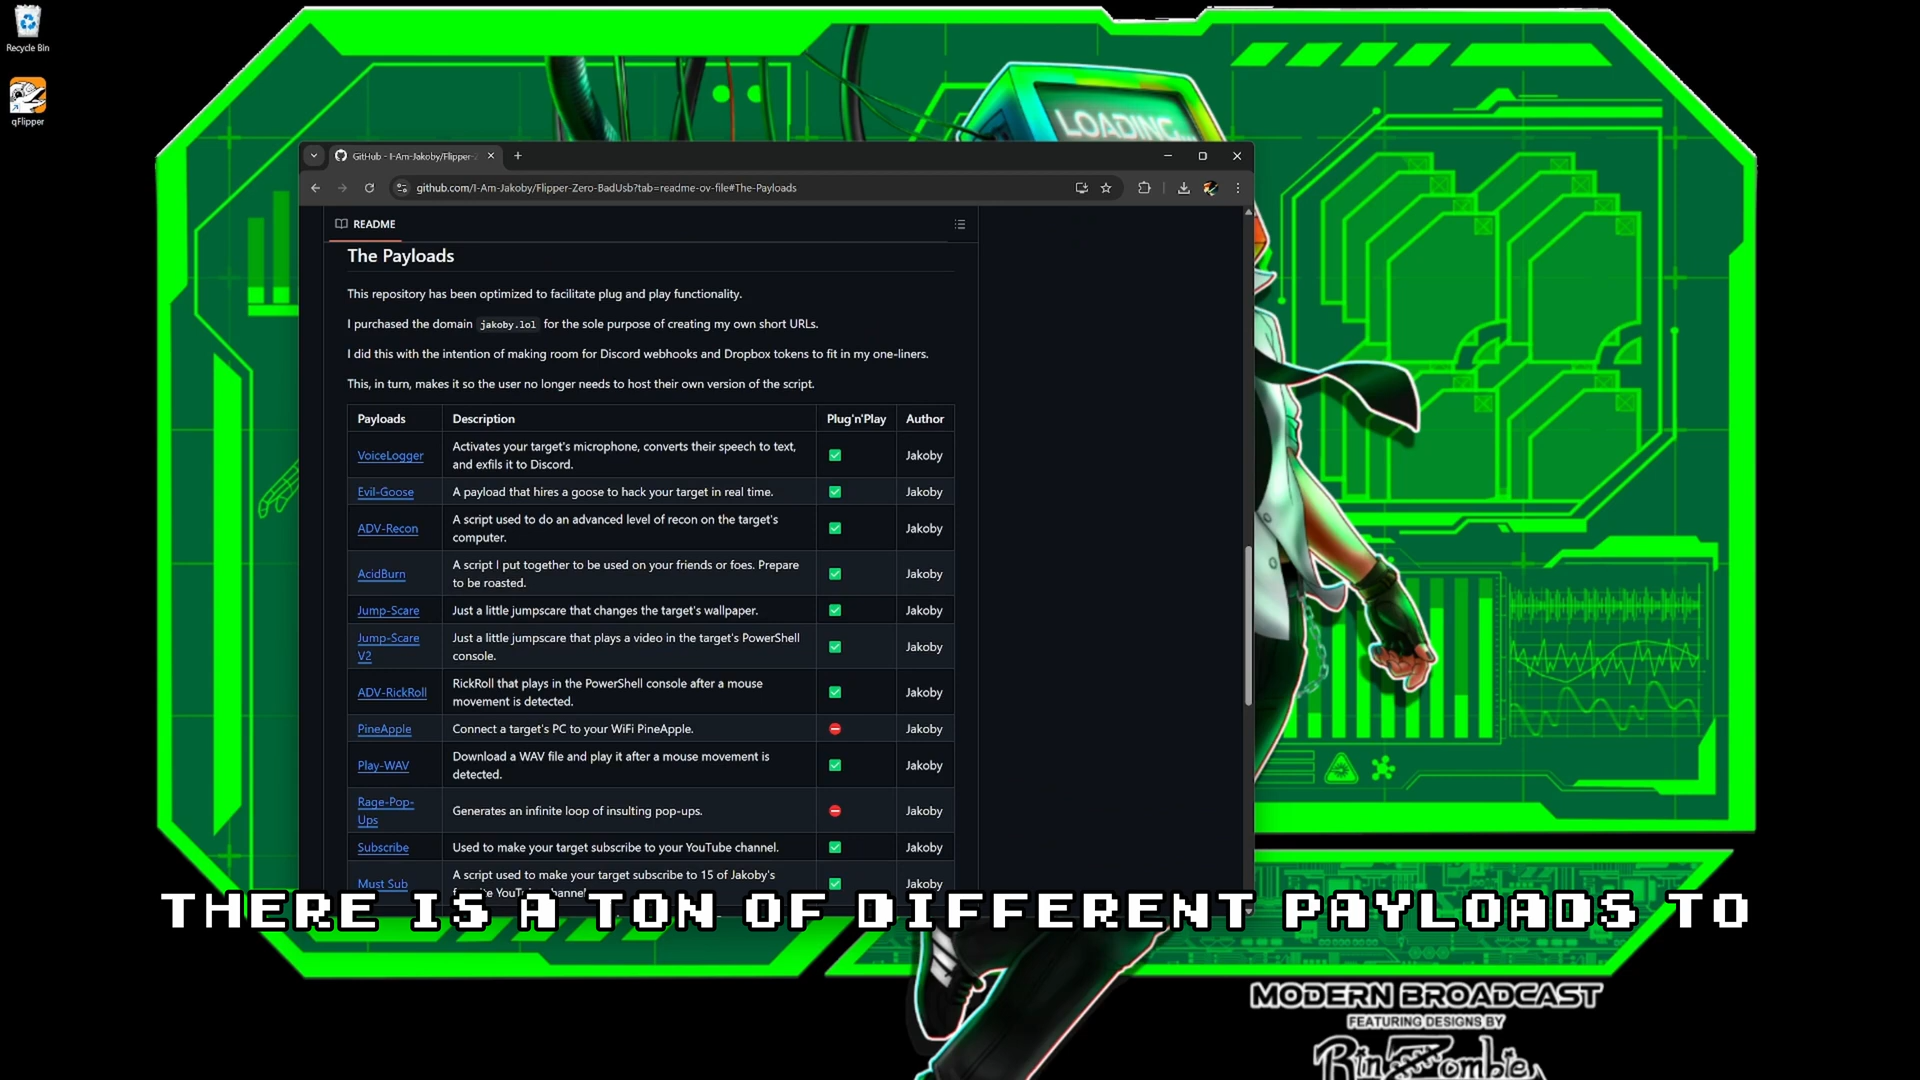 Recycle Bin
qFlipper
LOADING...
GitHub - I-Am-Jakoby/Flipper-
github.com/I-Am-Jakoby/Flipper-Zero-BadUsb?tab=readme-ov-file#The-Payloads
README
The Payloads
This repository has been optimized to facilitate plug and play functionality.
I purchased the domain jakoby.lol for the sole purpose of creating my own short URLs.
I did this with the intention of making room for Discord webhooks and Dropbox tokens to fit in my one-liners.
This, in turn, makes it so the user no longer needs to host their own version of the script.
Payloads Description Plug'n'Play Author
VoiceLogger Activates your target's microphone, converts their speech to text, Jakoby
and exfils it to Discord.
Evil-Goose A payload that hires a goose to hack your target in real time. Jakoby
ADV-Recon A script used to do an advanced level of recon on the target's Jakoby
computer.
AcidBurn A script I put together to be used on your friends or foes. Prepare Jakoby
to be roasted.
Jump-Scare Just a little jumpscare that changes the target's wallpaper. Jakoby
Jump-Scare Just a little jumpscare that plays a video in the target's PowerShell Jakoby
V2 console.
ADV-RickRoll RickRoll that plays in the PowerShell console after a mouse Jakoby
movement is detected.
PineApple Connect a target's PC to your WiFi PineApple. Jakoby
Play-WAV Download a WAV file and play it after a mouse movement is Jakoby
detected.
Rage-Pop- Generates an infinite loop of insulting pop-ups. Jakoby
Ups
Subscribe Used to make your target subscribe to your YouTube channel. Jakoby
Must Sub A script used to make your target subscribe to 15 of Jakoby's Jakoby
THERE IS A TON OF DIFFERENT PAYLOADS TO
MODERN BROADCAST
FEATURING DESIGNS BY
RinZombie